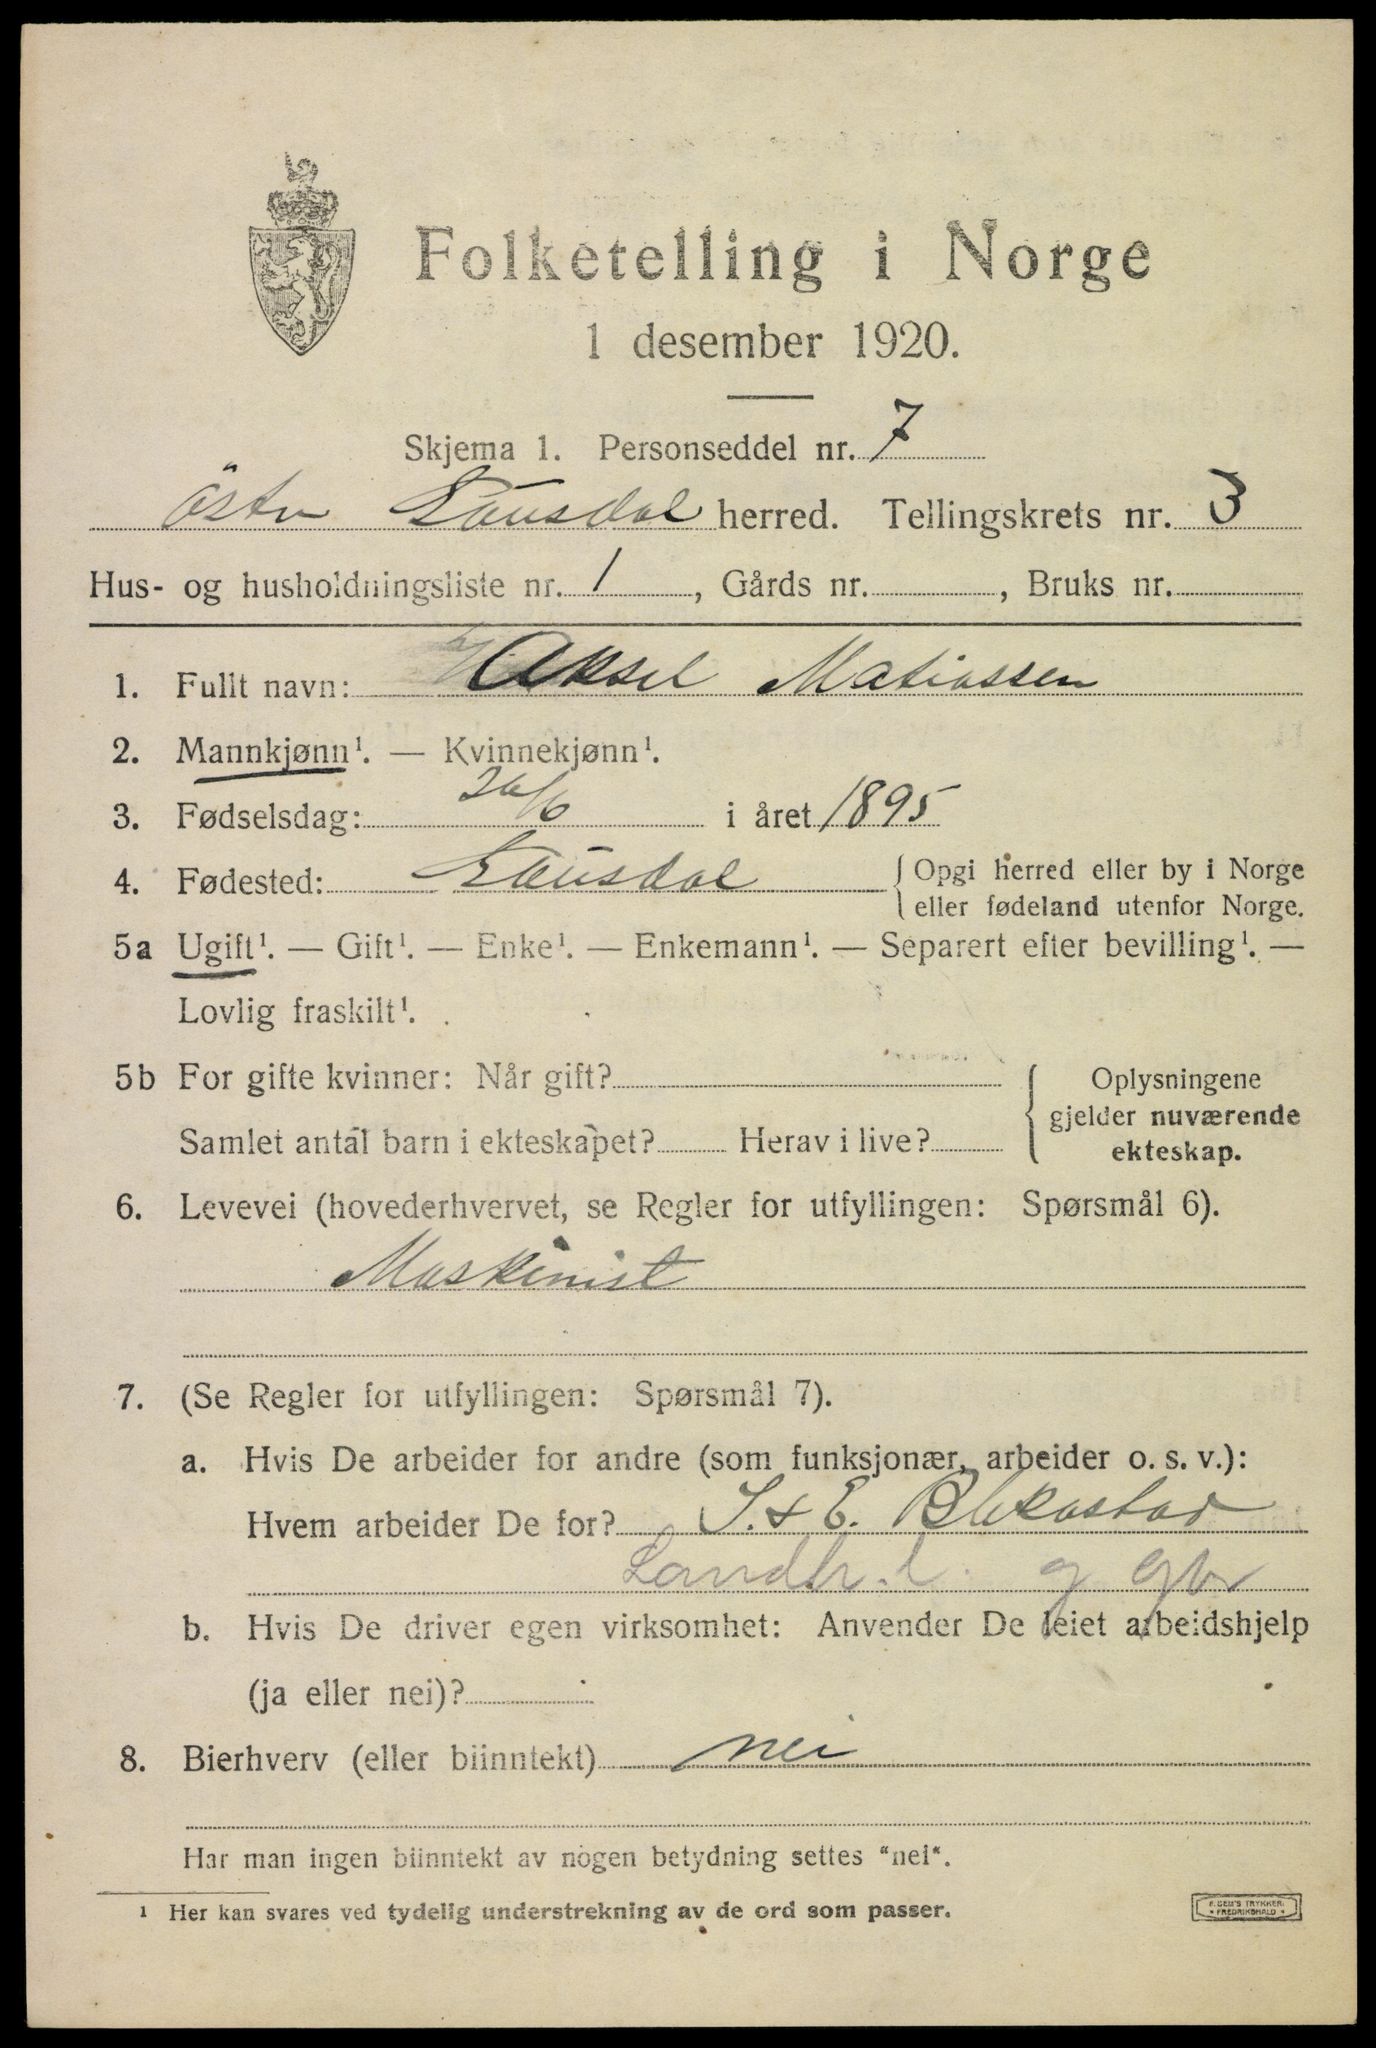 Folketelling i Norge
1 desember 1920.
Skjema 1. Personseddel nr. 7
Östre Gausdal herred. Tellingskrets nr. 3
Hus- og husholdningsliste nr. 1, Gårds nr. , Bruks nr.
1. Fullt navn: Aksel Matiassen
2. Mannkjønn¹. — Kvinnekjønn¹.
3. Fødselsdag: 26/6 i året 1895
4. Fødested: Gausdal { Opgi herred eller by i Norge
eller fødeland utenfor Norge.
5a Ugift¹. — Gift¹. — Enke¹. — Enkemann¹. — Separert efter bevilling¹. —
Lovlig fraskilt¹.
5b For gifte kvinner: Når gift?
Samlet antal barn i ekteskapet? Herav i live?
Oplysningene
gjelder nuværende
ekteskap.
6. Levevei (hovederhvervet, se Regler for utfyllingen: Spørsmål 6).
Maskinist
7. (Se Regler for utfyllingen: Spørsmål 7).
a. Hvis De arbeider for andre (som funksjonær, arbeider o. s. v.):
Hvem arbeider De for? I. & E. Blekastad
Landh.
b. Hvis De driver egen virksomhet: Anvender De leiet arbeidshjelp
(ja eller nei)?
8. Bierhverv (eller biinntekt) nei
Har man ingen biinntekt av nogen betydning settes "nei".
¹ Her kan svares ved tydelig understrekning av de ord som passer.
FREDRIKSHALD